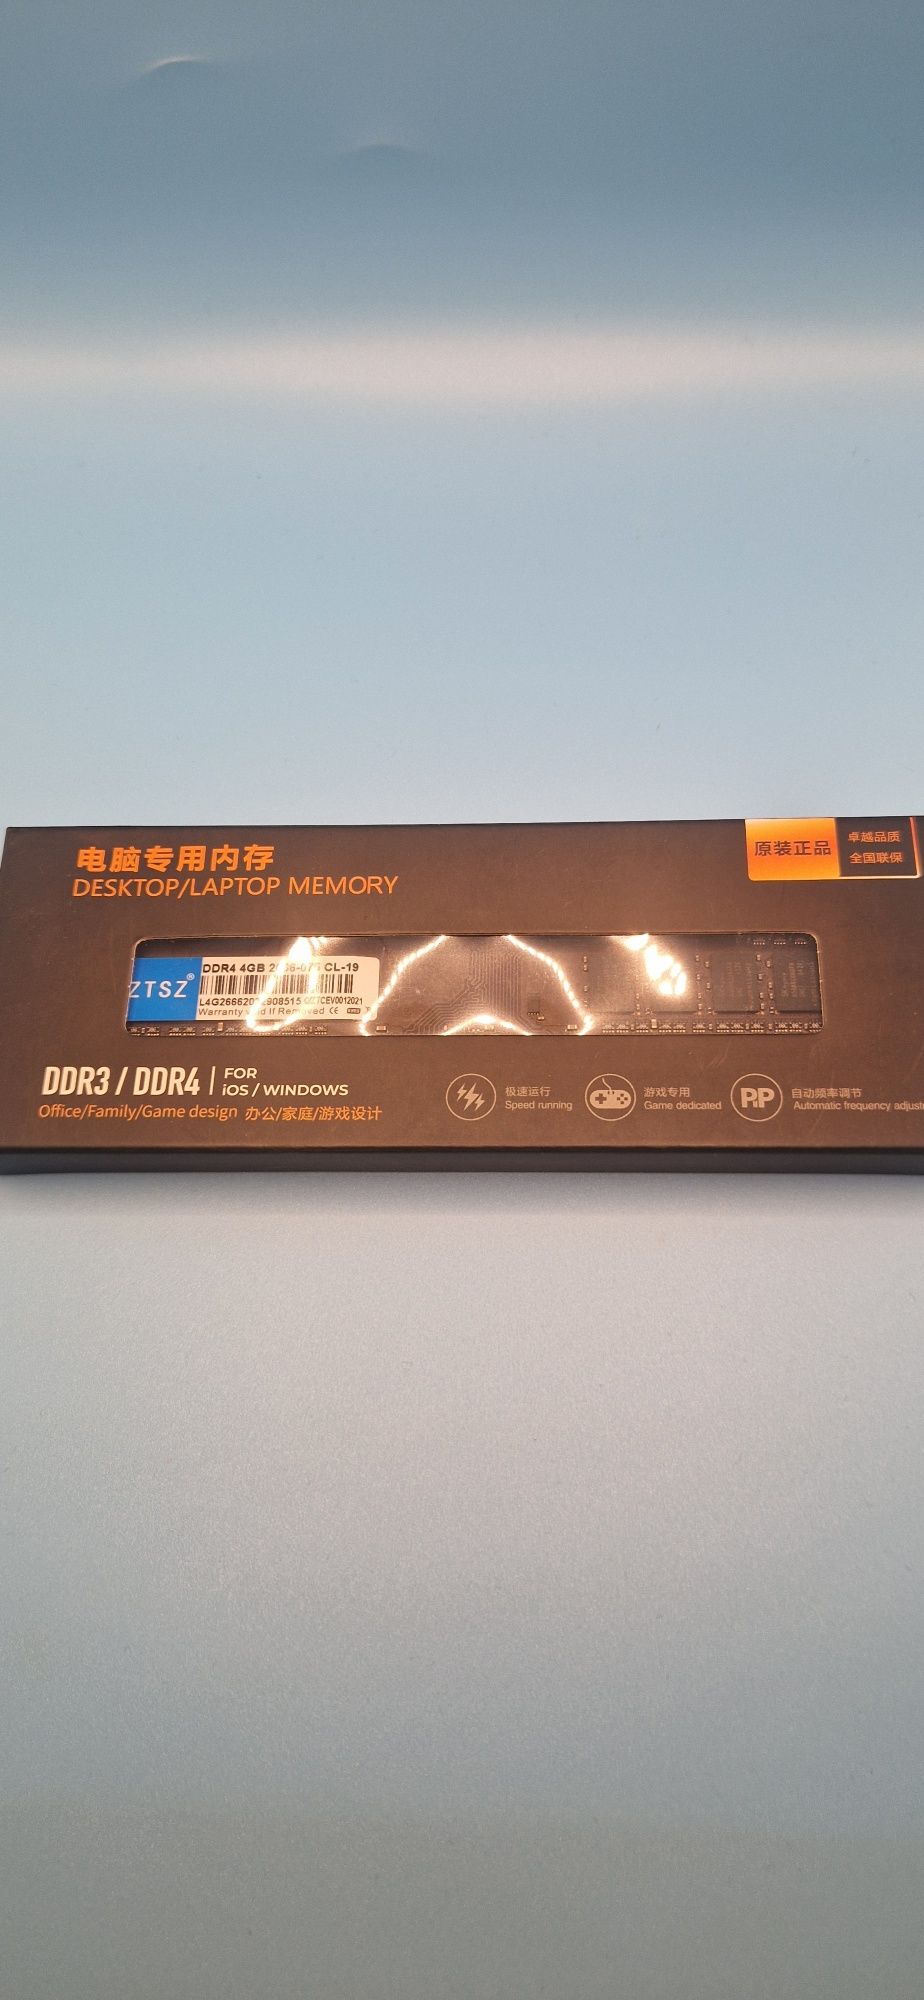 电脑专用内存
DESKTOP/LAPTOP MEMORY
原装正品
卓越品质
全国联保
ZTSZ®
DDR4 4GB CL-19
Warranty Void If Removed CE
DDR3 / DDR4 | FOR
iOS / WINDOWS
Office/Family/Game design 办公/家庭/游戏设计
极速运行
Speed running
游戏专用
Game dedicated
PIP
自动频率调节
Automatic frequency